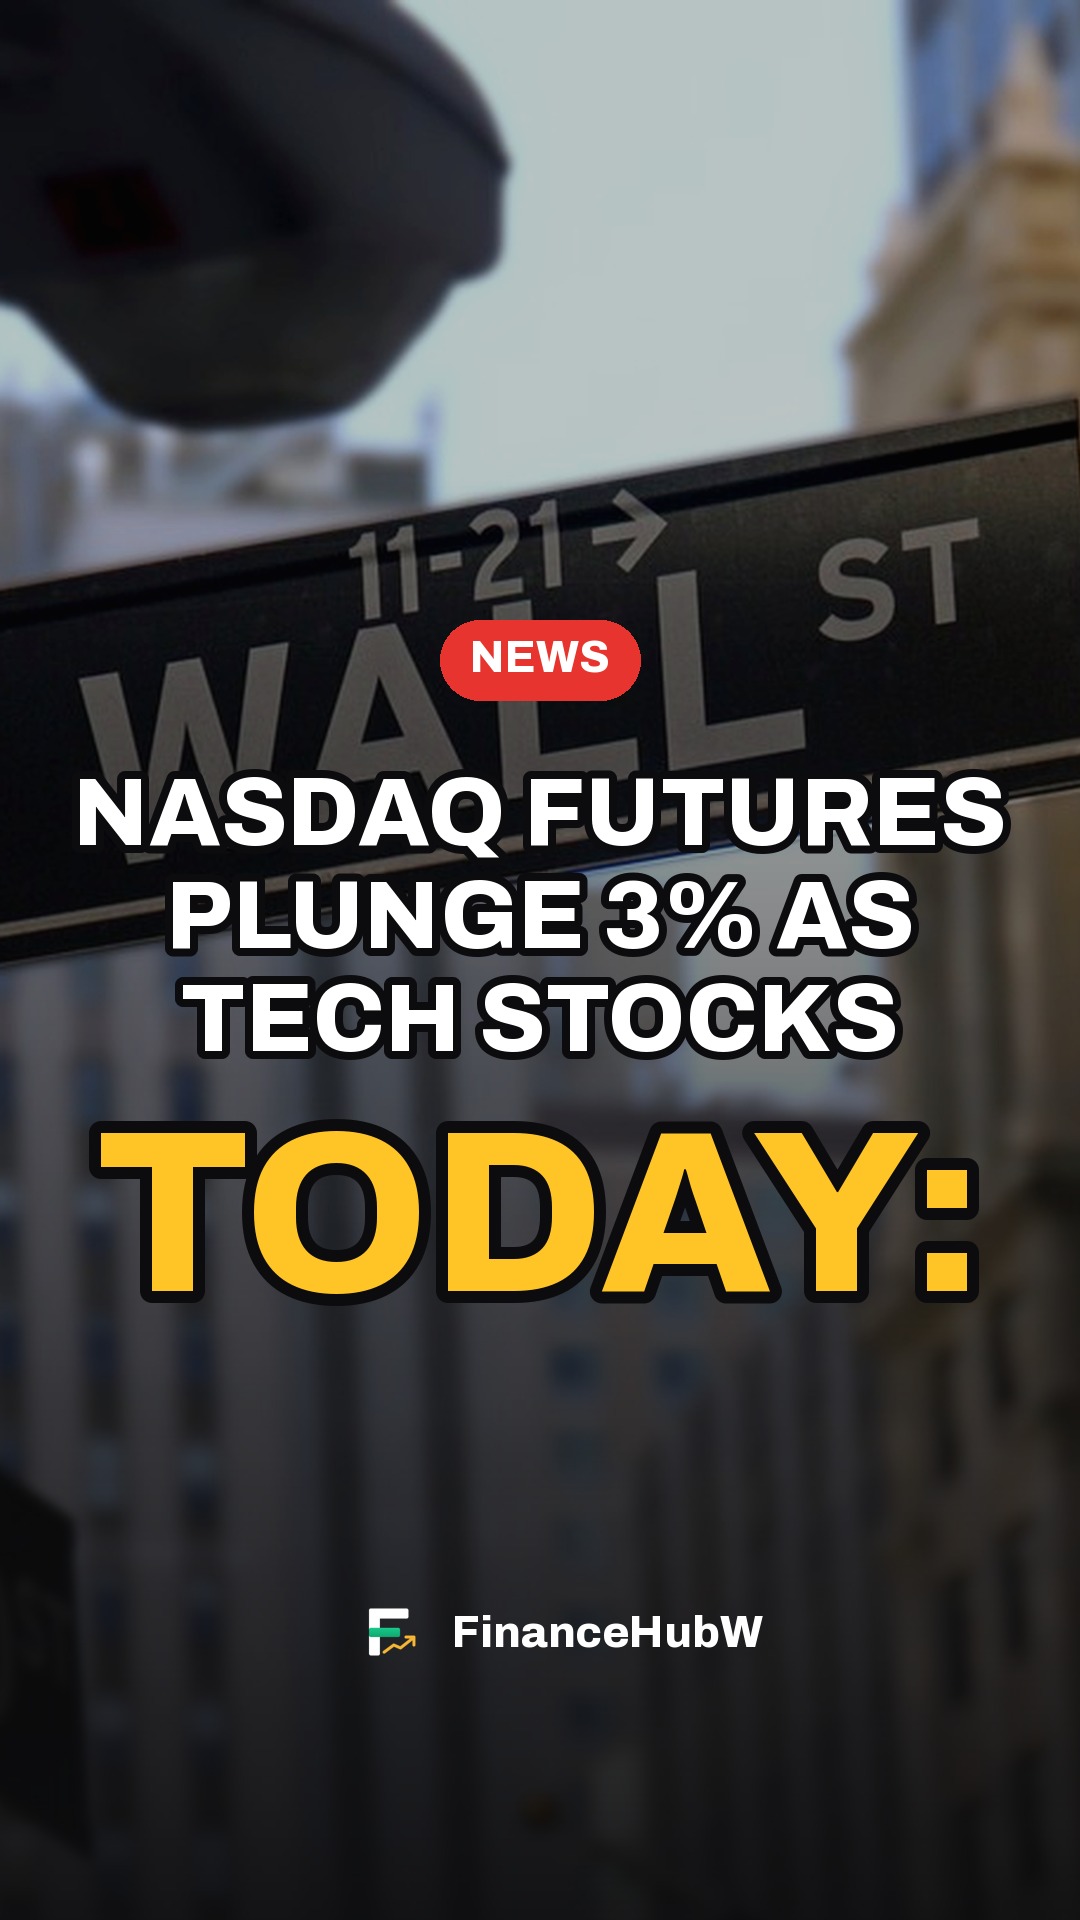 11-21→
WALL ST
NEWS
NASDAQ FUTURES
PLUNGE 3% AS
TECH STOCKS
TODAY:
FinanceHubW